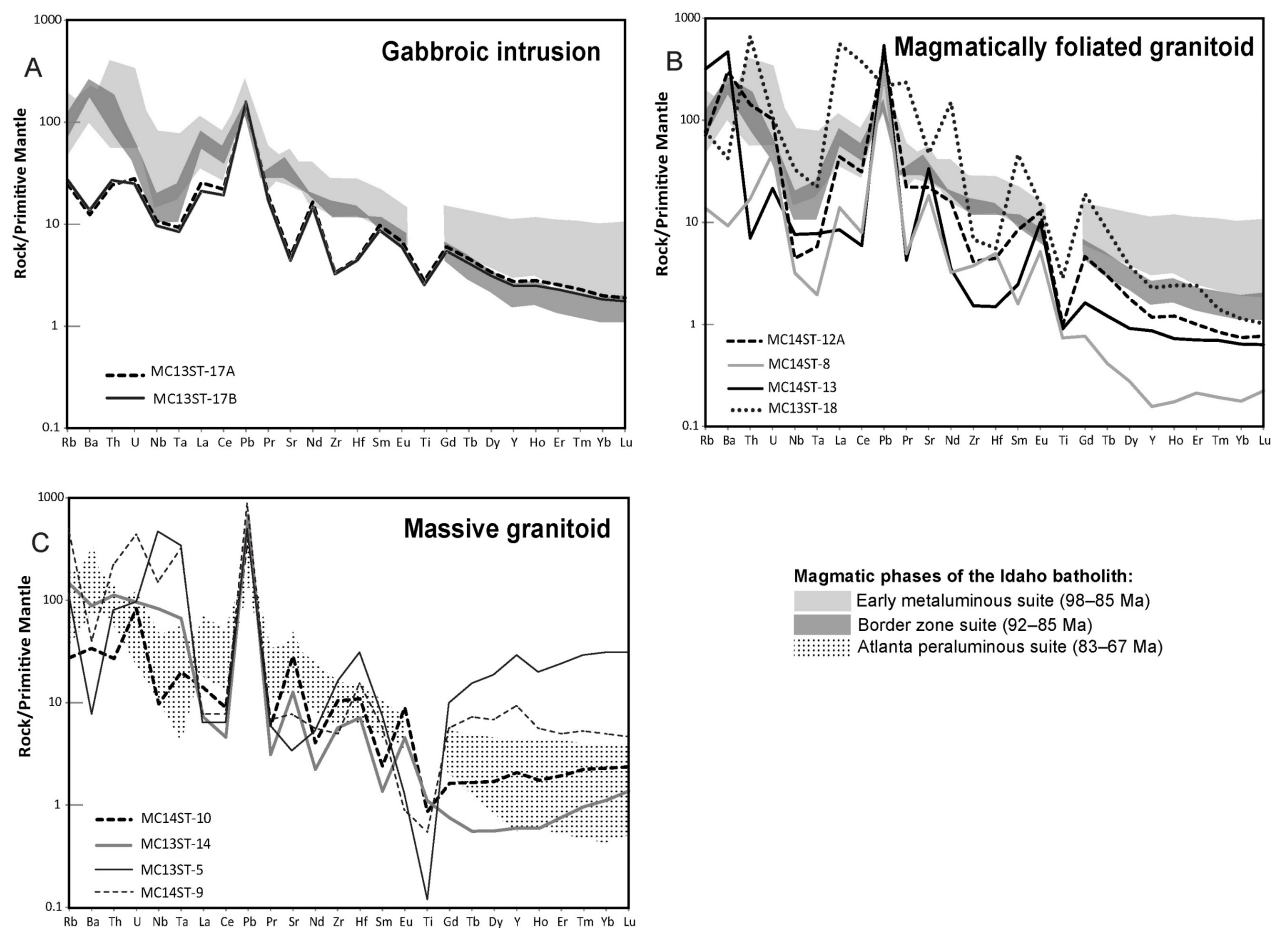 A
Gabbroic intrusion
Rock/Primitive Mantle
1000
100
10
1
0.1
MC13ST-17A
MC13ST-17B
Rb Ba Th U Nb Ta La Ce Pb Pr Sr Nd Zr Hf Sm Eu Ti Gd Tb Dy Y Ho Er Tm Yb Lu
B
Magmatically foliated granitoid
Rock/Primitive Mantle
1000
100
10
1
0.1
MC14ST-12A
MC14ST-8
MC14ST-13
MC13ST-18
Rb Ba Th U Nb Ta La Ce Pb Pr Sr Nd Zr Hf Sm Eu Ti Gd Tb Dy Y Ho Er Tm Yb Lu
C
Massive granitoid
Rock/Primitive Mantle
1000
100
10
1
0.1
MC14ST-10
MC13ST-14
MC13ST-5
MC14ST-9
Rb Ba Th U Nb Ta La Ce Pb Pr Sr Nd Zr Hf Sm Eu Ti Gd Tb Dy Y Ho Er Tm Yb Lu
Magmatic phases of the Idaho batholith:
Early metaluminous suite (98–85 Ma)
Border zone suite (92–85 Ma)
Atlanta peraluminous suite (83–67 Ma)